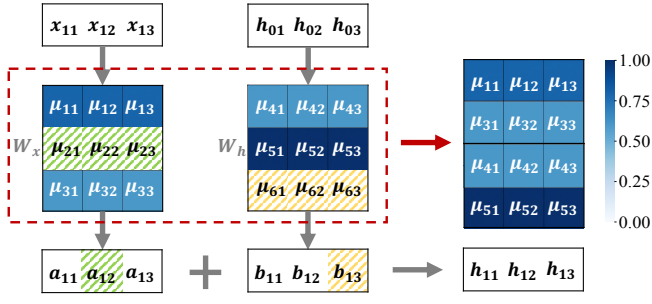 x₁₁ x₁₂ x₁₃
h₀₁ h₀₂ h₀₃
W_x
μ₁₁ μ₁₂ μ₁₃
μ₂₁ μ₂₂ μ₂₃
μ₃₁ μ₃₂ μ₃₃
W_h
μ₄₁ μ₄₂ μ₄₃
μ₅₁ μ₅₂ μ₅₃
μ₆₁ μ₆₂ μ₆₃
μ₁₁ μ₁₂ μ₁₃
μ₃₁ μ₃₂ μ₃₃
μ₄₁ μ₄₂ μ₄₃
μ₅₁ μ₅₂ μ₅₃
1.00
0.75
0.50
0.25
0.00
a₁₁ a₁₂ a₁₃ + b₁₁ b₁₂ b₁₃
h₁₁ h₁₂ h₁₃